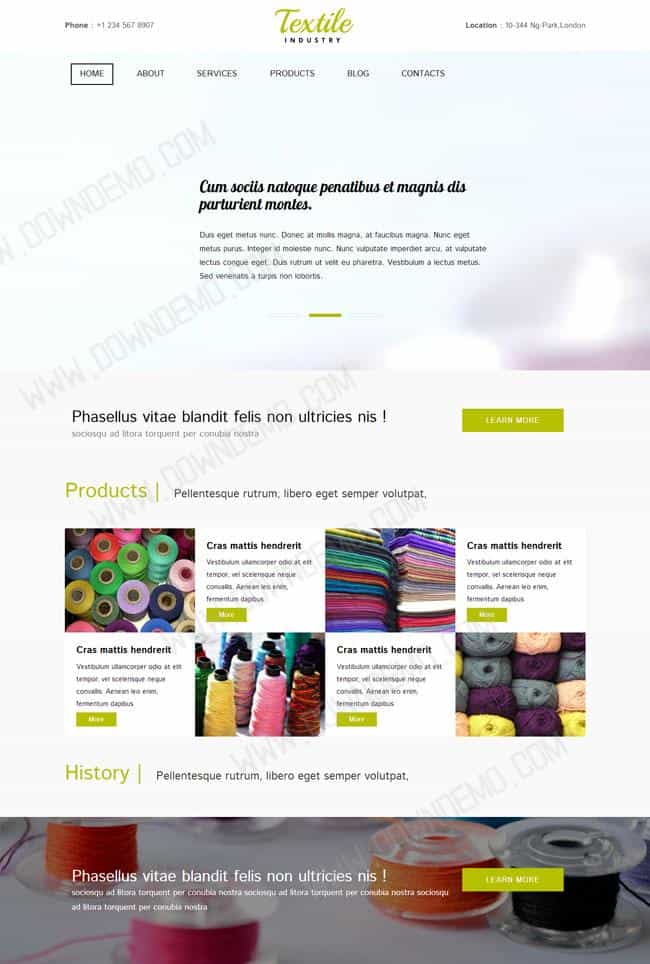 Phone : +1 234 567 8907
Textile
INDUSTRY
Location : 10-344 Ng-Park,London
HOME ABOUT SERVICES PRODUCTS BLOG CONTACTS
Cum sociis natoque penatibus et magnis dis
parturient montes.
Duis eget metus nunc. Donec at mollis magna, at faucibus magna. Nunc eget
metus purus. Integer id molestie nunc. Nunc vulputate imperdiet arcu, at vulputate
lectus congue eget. Duis rutrum ut velit eu pharetra. Vestibulum a lectus metus.
Sed venenatis a turpis non lobortis.
Phasellus vitae blandit felis non ultricies nis !
sociosqu ad litora torquent per conubia nostra
LEARN MORE
Products | Pellentesque rutrum, libero eget semper volutpat,
Cras mattis hendrerit
Vestibulum ullamcorper odio at elit
tempor, vel scelerisque neque
convallis. Aenean leo enim,
fermentum dapibus
More
Cras mattis hendrerit
Vestibulum ullamcorper odio at elit
tempor, vel scelerisque neque
convallis. Aenean leo enim,
fermentum dapibus
More
Cras mattis hendrerit
Vestibulum ullamcorper odio at elit
tempor, vel scelerisque neque
convallis. Aenean leo enim,
fermentum dapibus
More
Cras mattis hendrerit
Vestibulum ullamcorper odio at elit
tempor, vel scelerisque neque
convallis. Aenean leo enim,
fermentum dapibus
More
History | Pellentesque rutrum, libero eget semper volutpat,
Phasellus vitae blandit felis non ultricies nis !
sociosqu ad litora torquent per conubia nostra sociosqu ad litora torquent per conubia nostra sociosqu
ad litora torquent per conubia nostra
LEARN MORE
WWW.DOWNDEMO.COM
WWW.DOWNDEMO.COM
WWW.DOWNDEMO.COM
WWW.DOWNDEMO.COM